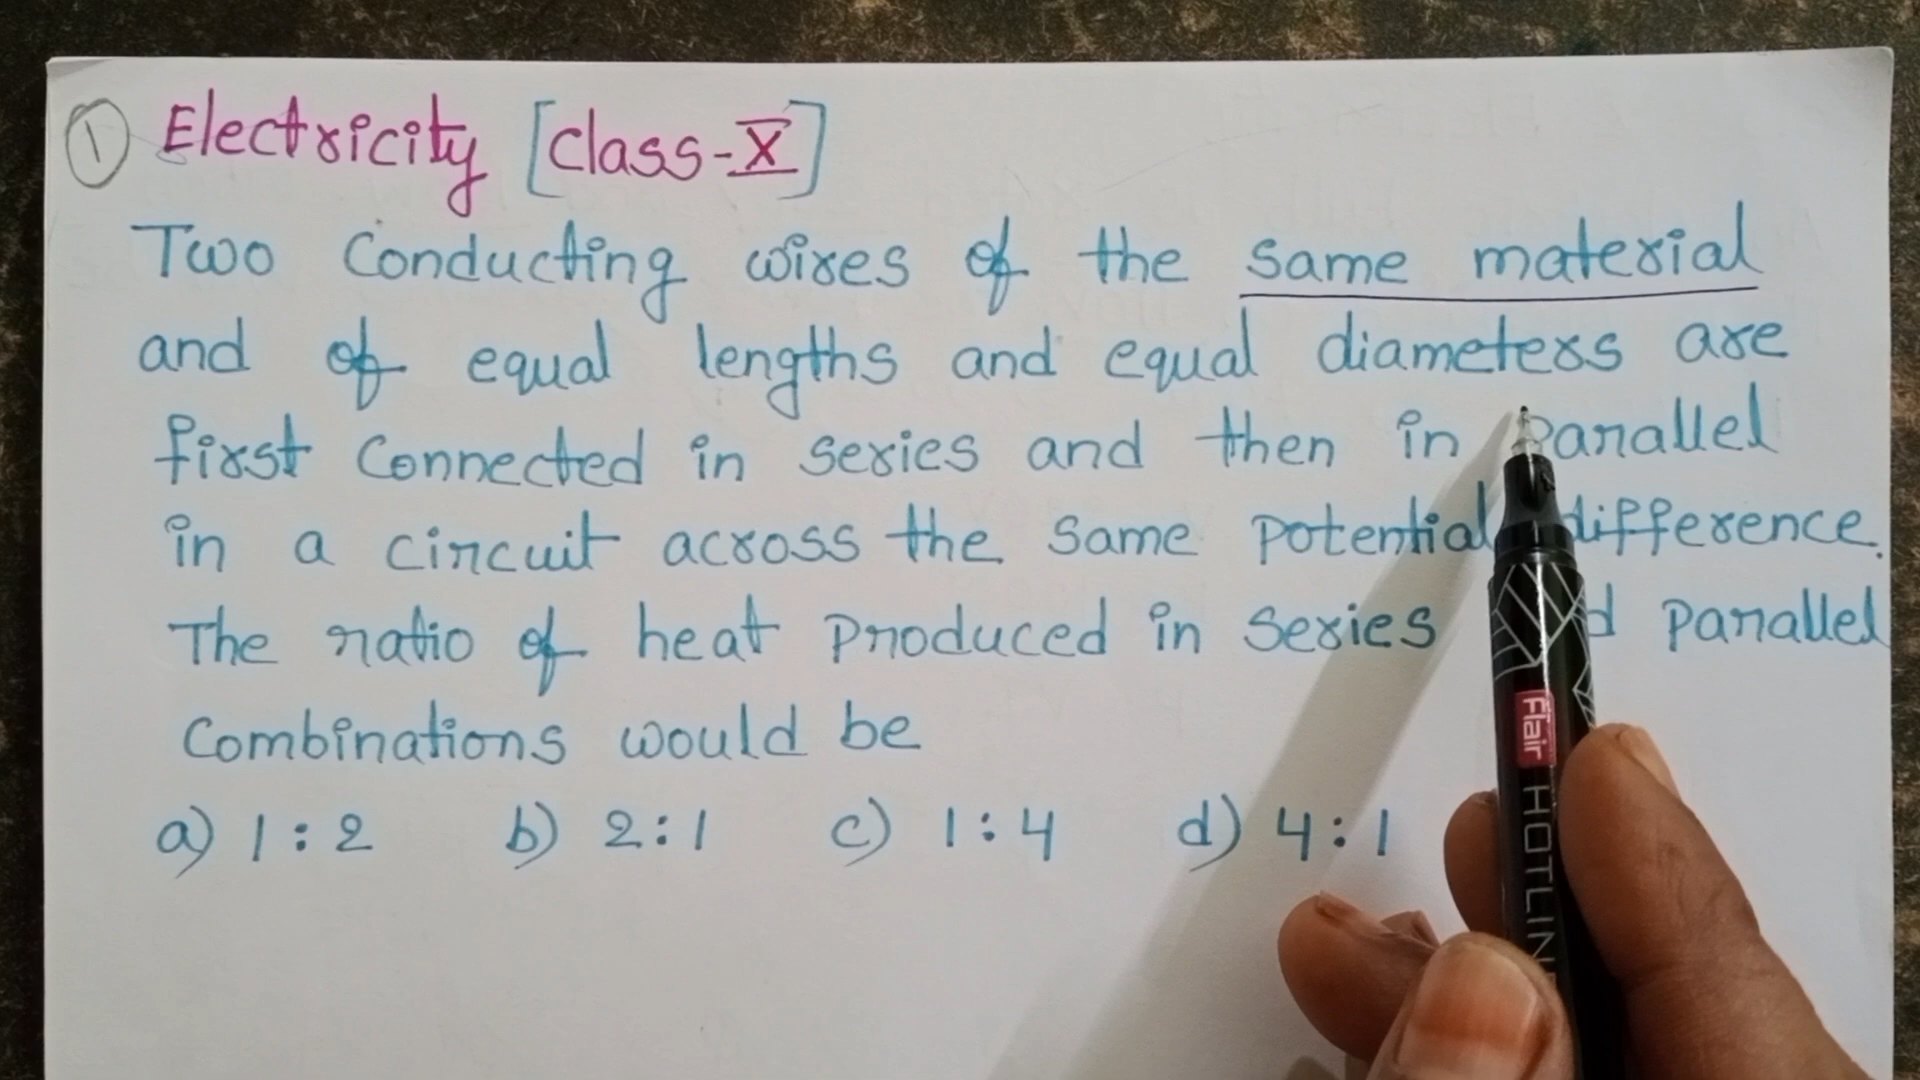 1 Electricity [Class-X]
Two Conducting wires of the same material
and of equal lengths and equal diameters are
first connected in series and then in parallel
in a circuit across the same potential difference.
The ratio of heat produced in series parallel
Combinations would be
a) 1:2 b) 2:1 c) 1:4 d) 4:1
Flair HOTLIN